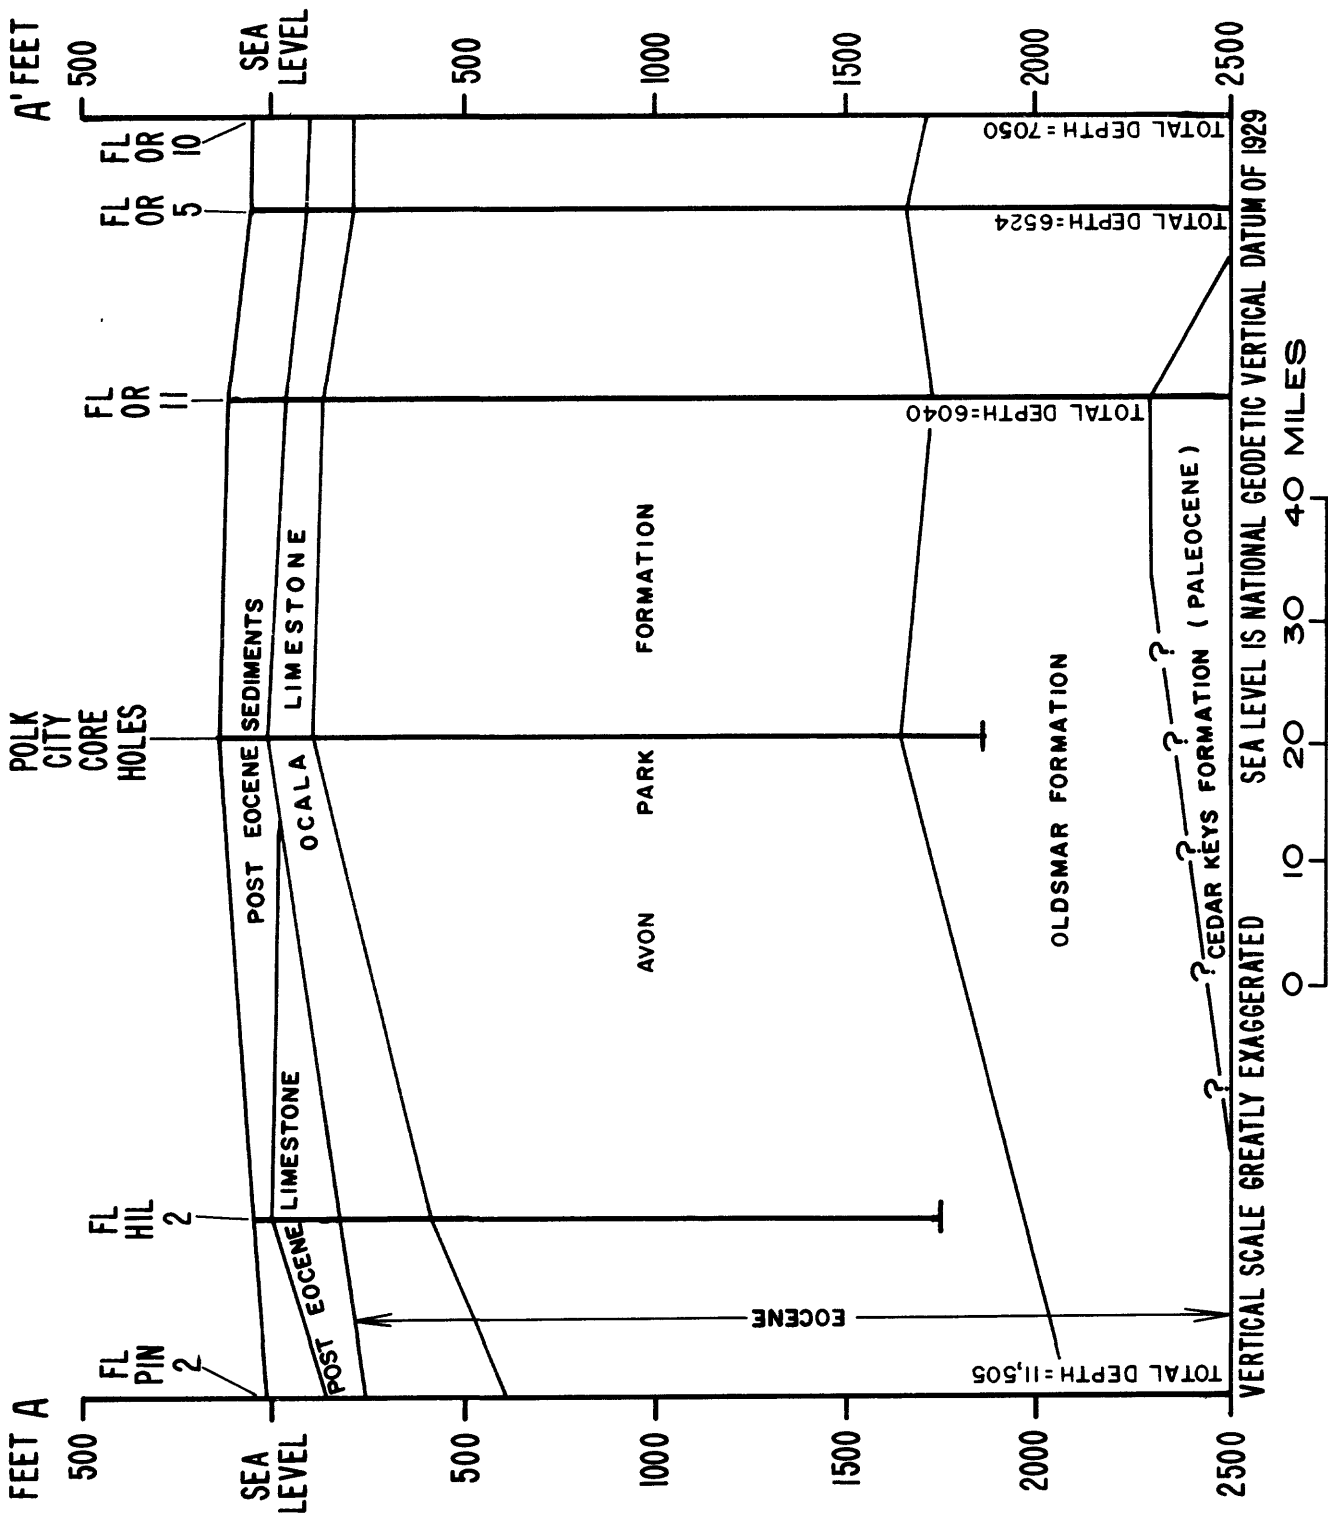 FEET A
A' FEET
FL
PIN
2
FL
HIL
2
POLK
CITY
CORE
HOLES
FL
OR
11
FL
OR
5
FL
OR
10
500
SEA
LEVEL
500
1000
1500
2000
2500
500
SEA
LEVEL
500
1000
1500
2000
2500
POST EOCENE SEDIMENTS
POST EOCENE LIMESTONE
OCALA LIMESTONE
AVON PARK FORMATION
EOCENE
OLDSMAR FORMATION
? ? ? ? ?
CEDAR KEYS FORMATION ( PALEOCENE )
TOTAL DEPTH=11,505
TOTAL DEPTH=6040
TOTAL DEPTH=6524
TOTAL DEPTH=7050
VERTICAL SCALE GREATLY EXAGGERATED
SEA LEVEL IS NATIONAL GEODETIC VERTICAL DATUM OF 1929
0 10 20 30 40 MILES